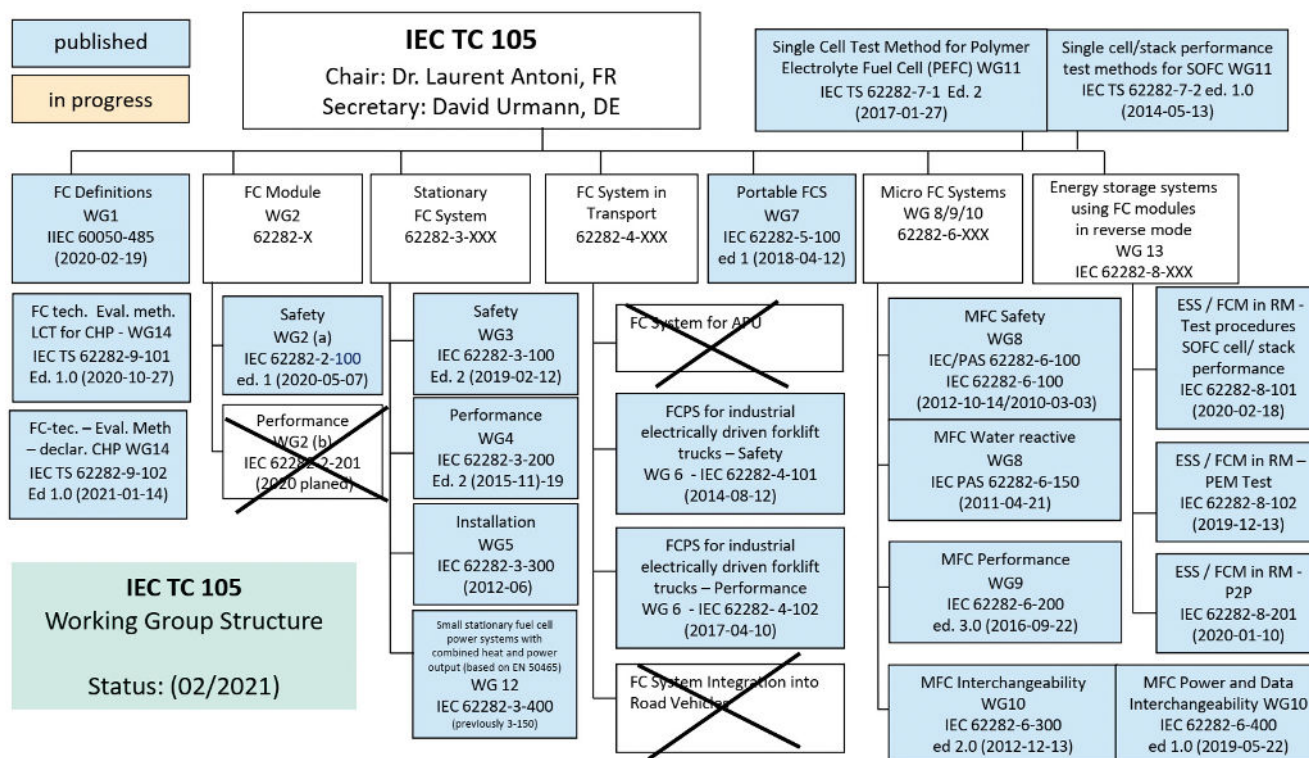 published
in progress
IEC TC 105
Chair: Dr. Laurent Antoni, FR
Secretary: David Urmann, DE
Single Cell Test Method for Polymer
Electrolyte Fuel Cell (PEFC) WG11
IEC TS 62282-7-1 Ed. 2
(2017-01-27)
Single cell/stack performance
test methods for SOFC WG11
IEC TS 62282-7-2 ed. 1.0
(2014-05-13)
FC Definitions
WG1
IIEC 60050-485
(2020-02-19)
FC Module
WG2
62282-X
Stationary
FC System
62282-3-XXX
FC System in
Transport
62282-4-XXX
Portable FCS
WG7
IEC 62282-5-100
ed 1 (2018-04-12)
Micro FC Systems
WG 8/9/10
62282-6-XXX
Energy storage systems
using FC modules
in reverse mode
WG 13
IEC 62282-8-XXX
FC tech. Eval. meth.
LCT for CHP - WG14
IEC TS 62282-9-101
Ed. 1.0 (2020-10-27)
FC-tec. – Eval. Meth
– declar. CHP WG14
IEC TS 62282-9-102
Ed 1.0 (2021-01-14)
Safety
WG2 (a)
IEC 62282-2-100
ed. 1 (2020-05-07)
Performance
WG2 (b)
IEC 62282-2-201
(2020 planed)
Safety
WG3
IEC 62282-3-100
Ed. 2 (2019-02-12)
Performance
WG4
IEC 62282-3-200
Ed. 2 (2015-11)-19
Installation
WG5
IEC 62282-3-300
(2012-06)
Small stationary fuel cell
power systems with
combined heat and power
output (based on EN 50465)
WG 12
IEC 62282-3-400
(previously 3-150)
FC System for APU
FCPS for industrial
electrically driven forklift
trucks – Safety
WG 6 - IEC 62282-4-101
(2014-08-12)
FCPS for industrial
electrically driven forklift
trucks – Performance
WG 6 - IEC 62282- 4-102
(2017-04-10)
FC System Integration into
Road Vehicles
MFC Safety
WG8
IEC/PAS 62282-6-100
IEC 62282-6-100
(2012-10-14/2010-03-03)
MFC Water reactive
WG8
IEC PAS 62282-6-150
(2011-04-21)
MFC Performance
WG9
IEC 62282-6-200
ed. 3.0 (2016-09-22)
MFC Interchangeability
WG10
IEC 62282-6-300
ed 2.0 (2012-12-13)
MFC Power and Data
Interchangeability WG10
IEC 62282-6-400
ed 1.0 (2019-05-22)
ESS / FCM in RM -
Test procedures
SOFC cell/ stack
performance
IEC 62282-8-101
(2020-02-18)
ESS / FCM in RM –
PEM Test
IEC 62282-8-102
(2019-12-13)
ESS / FCM in RM -
P2P
IEC 62282-8-201
(2020-01-10)
IEC TC 105
Working Group Structure
Status: (02/2021)